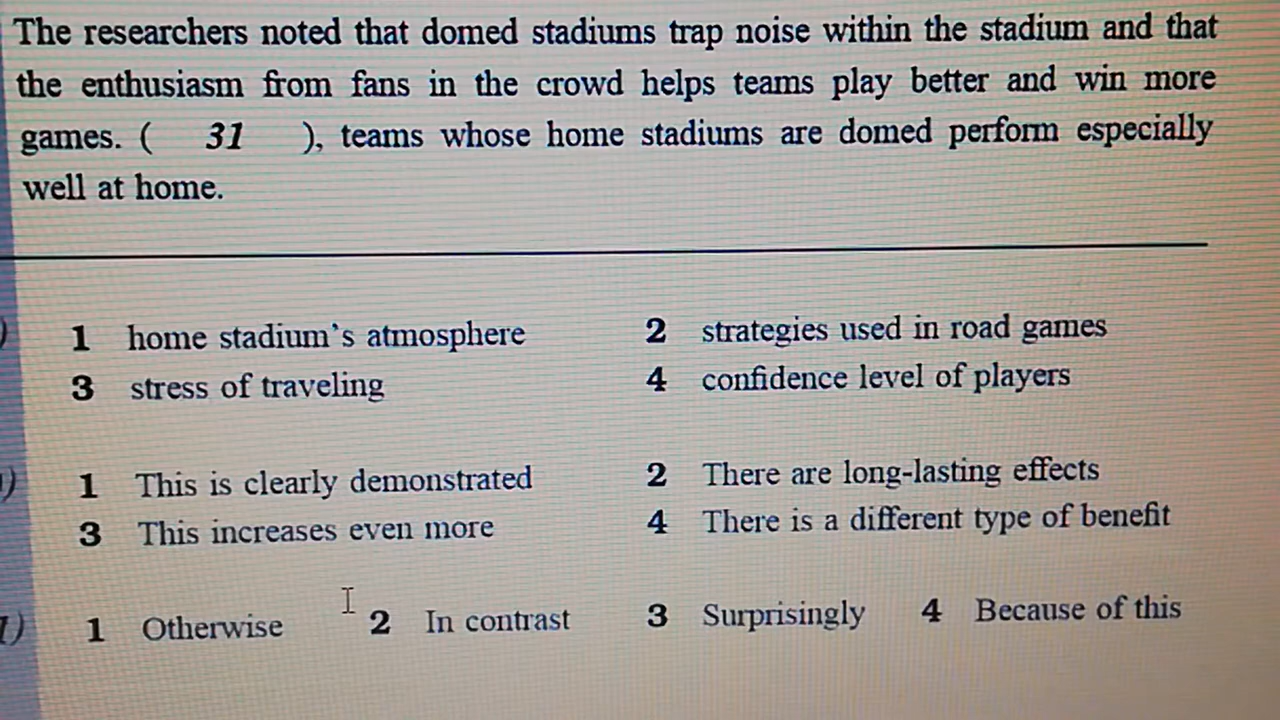 The researchers noted that domed stadiums trap noise within the stadium and that
the enthusiasm from fans in the crowd helps teams play better and win more
games. ( 31 ), teams whose home stadiums are domed perform especially
well at home.
) 1 home stadium's atmosphere 2 strategies used in road games
3 stress of traveling 4 confidence level of players
) 1 This is clearly demonstrated 2 There are long-lasting effects
3 This increases even more 4 There is a different type of benefit
1) 1 Otherwise 2 In contrast 3 Surprisingly 4 Because of this